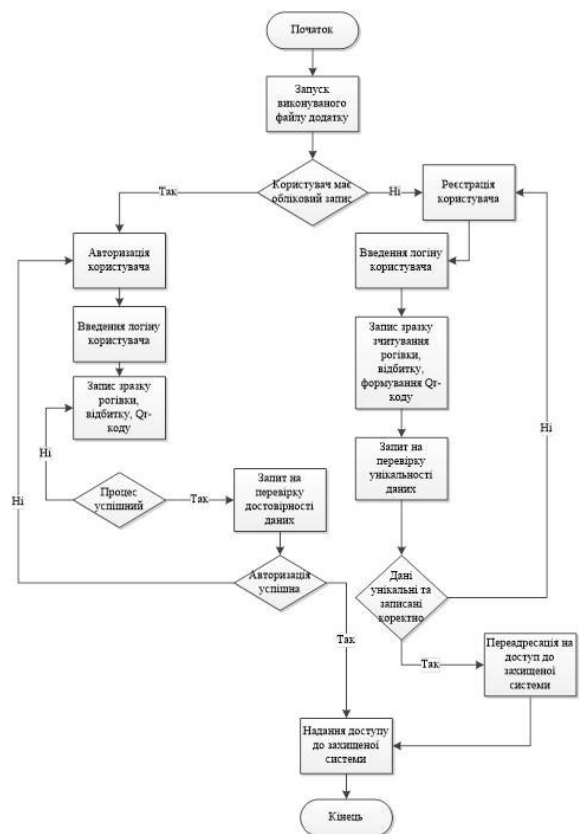 Початок
Запуск
виконуваного
файлу додатку
Користувач має
обліковий запис
Так
Ні
Реєстрація
користувача
Авторизація
користувача
Введення логіну
користувача
Введення логіну
користувача
Запис зразку
рогівки,
відбитку, Qr-
коду
Запис зразку
зчитування
рогівки,
відбитку,
формування Qr-
коду
Ні
Ні
Ні
Процес
успішний
Так
Запит на
перевірку
достовірності
даних
Запит на
перевірку
унікальності
даних
Авторизація
успішна
Дані
унікальні та
записані
коректно
Так
Так
Переадресація на
доступ до
захищеної
системи
Надання доступу
до захищеної
системи
Кінець